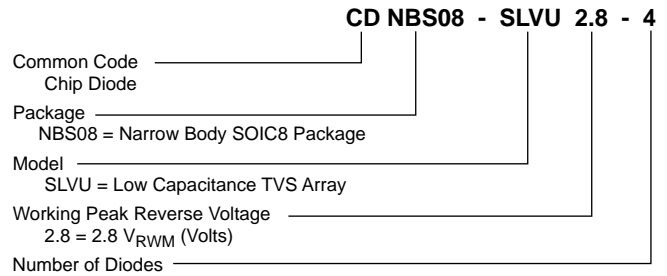 CD NBS08 - SLVU 2.8 - 4
Common Code
Chip Diode
Package
NBS08 = Narrow Body SOIC8 Package
Model
SLVU = Low Capacitance TVS Array
Working Peak Reverse Voltage
2.8 = 2.8 VRWM (Volts)
Number of Diodes